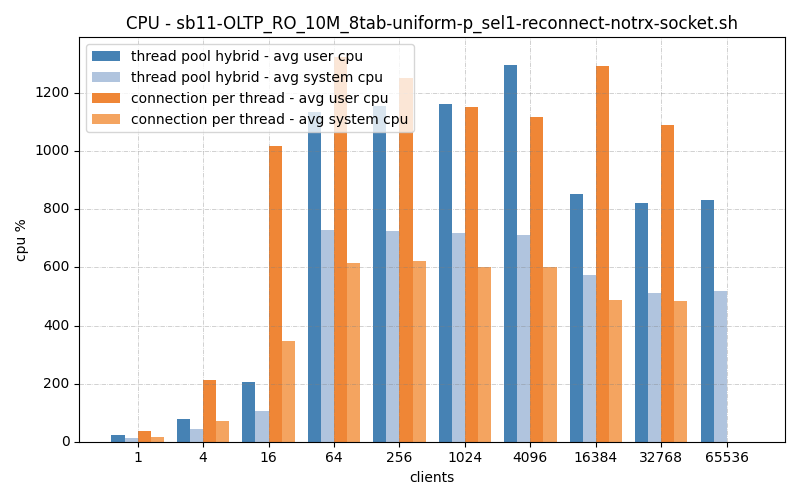 CPU - sb11-OLTP_RO_10M_8tab-uniform-p_sel1-reconnect-notrx-socket.sh
thread pool hybrid - avg user cpu
thread pool hybrid - avg system cpu
connection per thread - avg user cpu
connection per thread - avg system cpu
cpu %
1200
1000
800
600
400
200
0
1 4 16 64 256 1024 4096 16384 32768 65536
clients